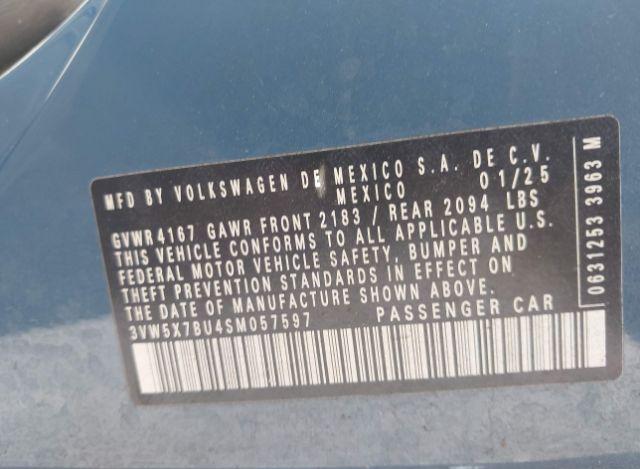 MFD BY VOLKSWAGEN DE MEXICO S.A. DE C.V.
MEXICO 01/25
GVWR4167 GAWR FRONT 2183 / REAR 2094 LBS
THIS VEHICLE CONFORMS TO ALL APPLICABLE U.S.
FEDERAL MOTOR VEHICLE SAFETY, BUMPER AND
THEFT PREVENTION STANDARDS IN EFFECT ON
THE DATE OF MANUFACTURE SHOWN ABOVE.
3VW5X7BU4SM057597 PASSENGER CAR
0631253 3963 M